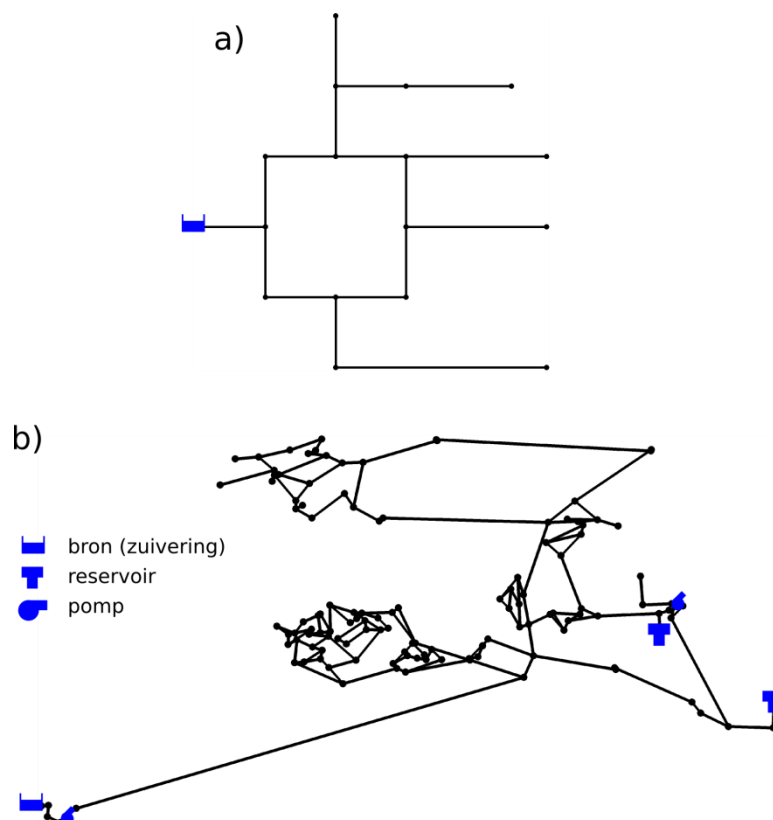 a)
b)
bron (zuivering)
reservoir
pomp